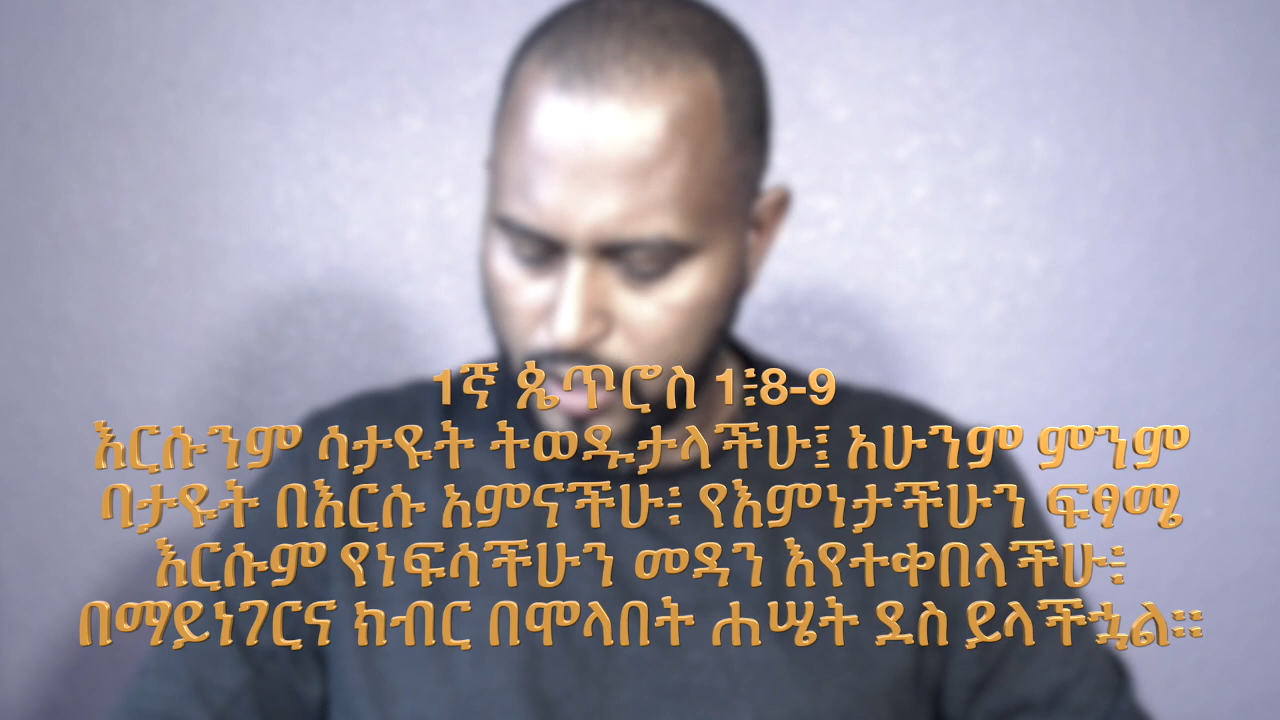 1ኛ ጴጥሮስ 1፥8-9
እርሱንም ሳታዩት ትወዱታላችሁ፤ አሁንም ምንም
ባታዩት በእርሱ አምናችሁ፥ የእምነታችሁን ፍፃሜ
እርሱም የነፍሳችሁን መዳን እየተቀበላችሁ፥
በማይነገርና ክብር በሞላበት ሐሤት ደስ ይላችኋል።